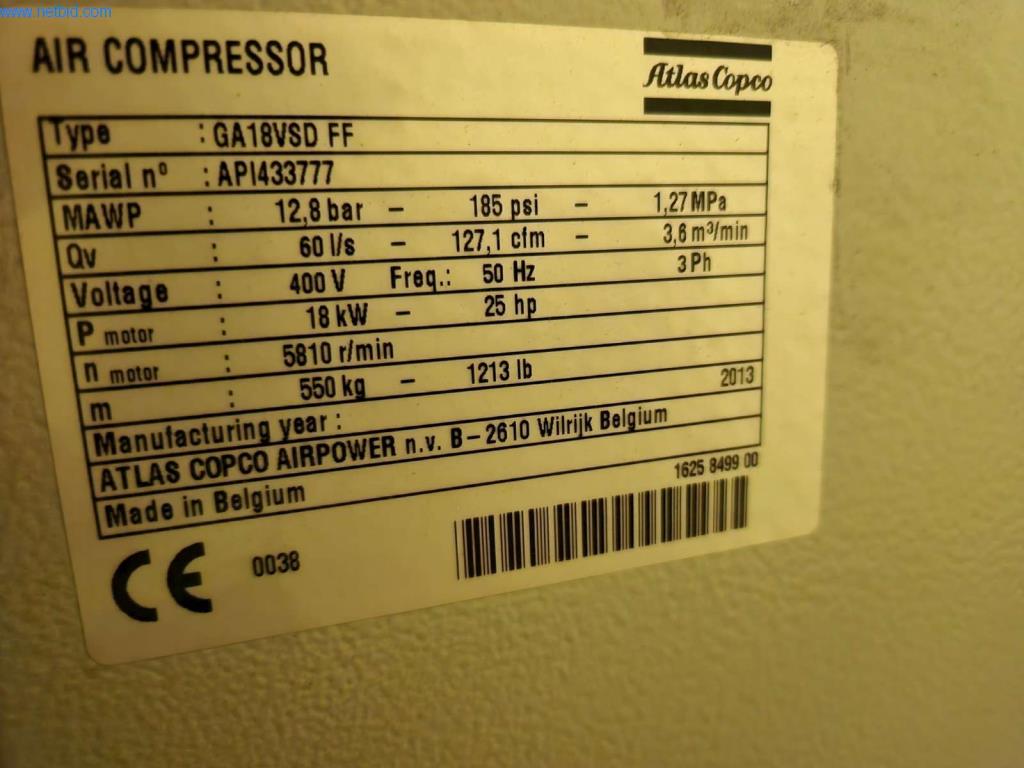 www.netbid.com
AIR COMPRESSOR
Atlas Copco
Type : GA18VSD FF
Serial nº : API433777
MAWP : 12,8 bar – 185 psi – 1,27 MPa
Qv : 60 l/s – 127,1 cfm – 3,6 m³/min
Voltage : 400 V Freq.: 50 Hz 3 Ph
P motor : 18 kW – 25 hp
n motor : 5810 r/min
m : 550 kg – 1213 lb
Manufacturing year : 2013
ATLAS COPCO AIRPOWER n.v. B – 2610 Wilrijk Belgium
Made in Belgium
1625 8499 00
CE 0038